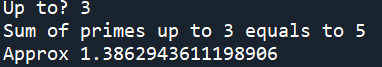 Up to? 3
Sum of primes up to 3 equals to 5
Approx 1.3862943611198906